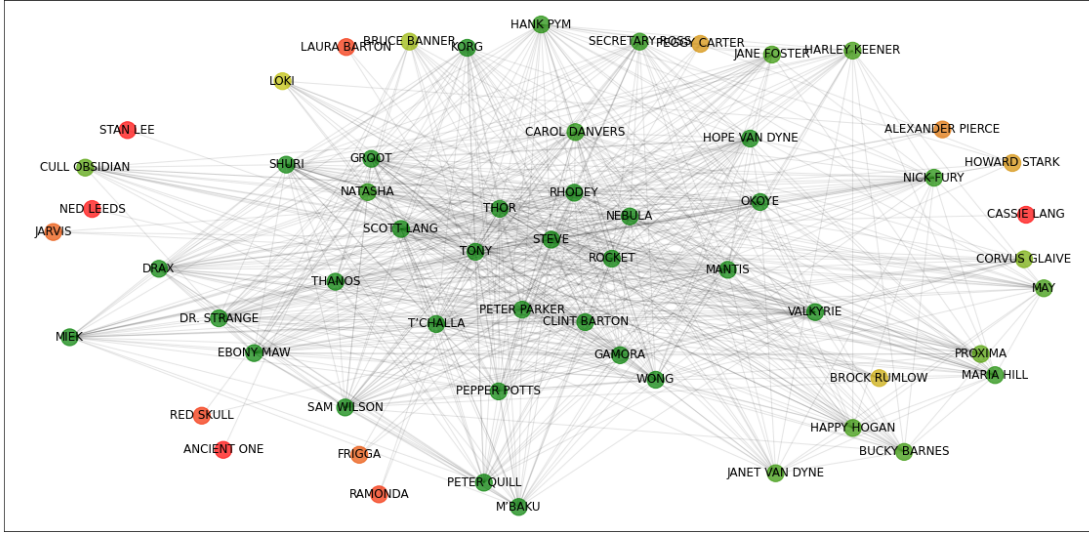 HANK PYM
LAURA BARTON
BRUCE BANNER
KORG
SECRETARY ROSS
PEGGY CARTER
JANE FOSTER
HARLEY-KEENER
LOKI
STAN LEE
CAROL DANVERS
HOPE VAN DYNE
ALEXANDER PIERCE
CULL OBSIDIAN
SHURI
GROOT
HOWARD STARK
NATASHA
RHODEY
NICK-FURY
NED LEEDS
THOR
NEBULA
OKOYE
CASSIE LANG
JARVIS
SCOTT LANG
STEVE
TONY
ROCKET
CORVUS GLAIVE
DRAX
THANOS
MANTIS
MAY
DR. STRANGE
T'CHALLA
PETER PARKER
CLINT BARTON
VALKYRIE
MIEK
EBONY MAW
GAMORA
PROXIMA
WONG
BROCK RUMLOW
MARIA HILL
PEPPER POTTS
SAM WILSON
RED SKULL
HAPPY HOGAN
ANCIENT ONE
FRIGGA
BUCKY BARNES
JANET VAN DYNE
RAMONDA
PETER QUILL
M'BAKU